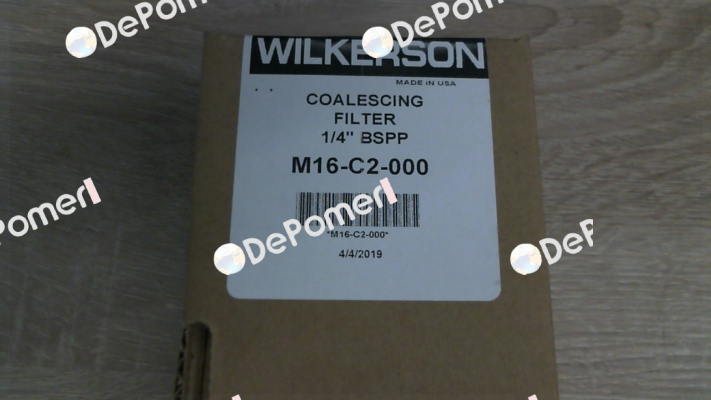 DePomerl
DePomerl
WILKERSON
MADE IN USA
COALESCING
FILTER
1/4" BSPP
M16-C2-000
DePomerl
*M16-C2-000*
DePomerl
DeP
4/4/2019